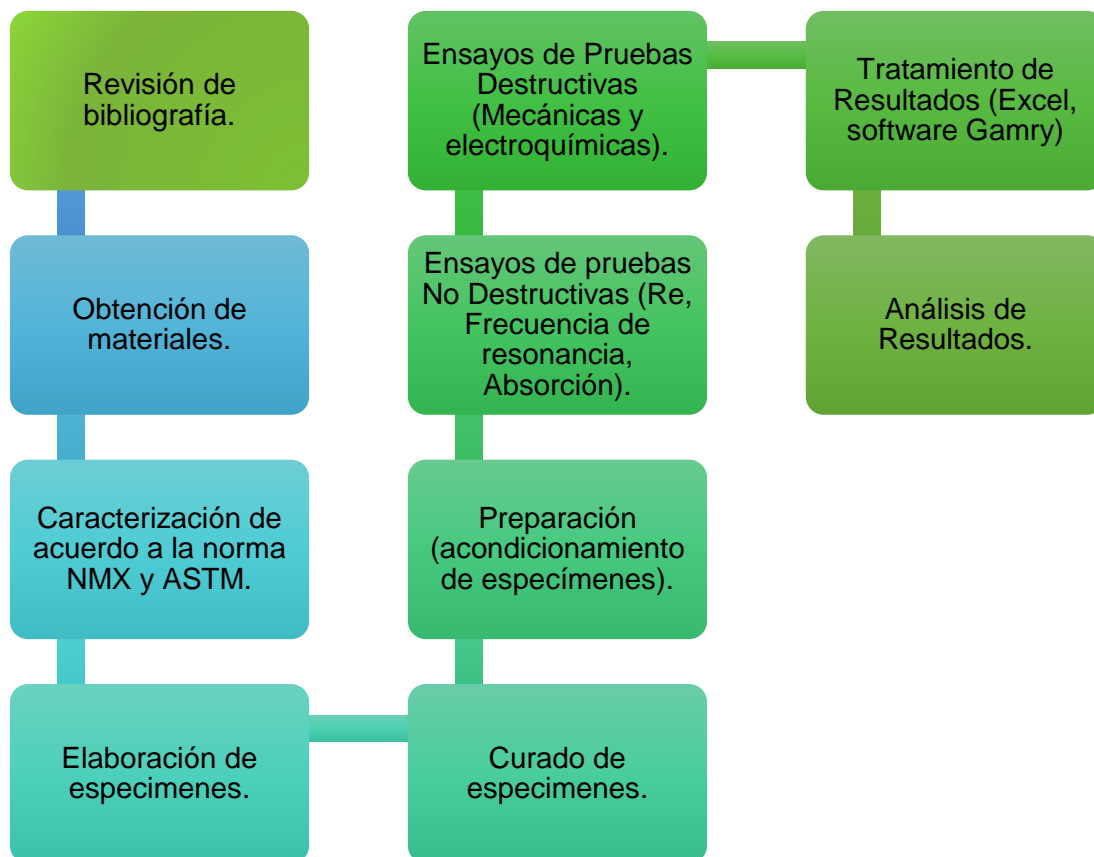 Revisión de
bibliografía.
Obtención de
materiales.
Caracterización de
acuerdo a la norma
NMX y ASTM.
Elaboración de
especimenes.
Curado de
especimenes.
Preparación
(acondicionamiento
de especímenes).
Ensayos de pruebas
No Destructivas (Re,
Frecuencia de
resonancia,
Absorción).
Ensayos de Pruebas
Destructivas
(Mecánicas y
electroquímicas).
Tratamiento de
Resultados (Excel,
software Gamry)
Análisis de
Resultados.